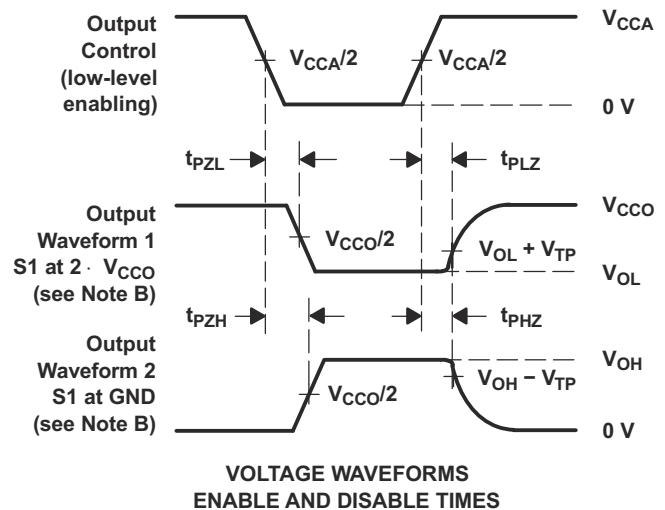 Output
Control
(low-level
enabling)
V_CCA
V_CCA/2
V_CCA/2
0 V
t_PZL
t_PLZ
Output
Waveform 1
S1 at 2 · V_CCO
(see Note B)
V_CCO
V_CCO/2
V_OL + V_TP
V_OL
t_PZH
t_PHZ
Output
Waveform 2
S1 at GND
(see Note B)
V_OH
V_CCO/2
V_OH − V_TP
0 V
VOLTAGE WAVEFORMS
ENABLE AND DISABLE TIMES